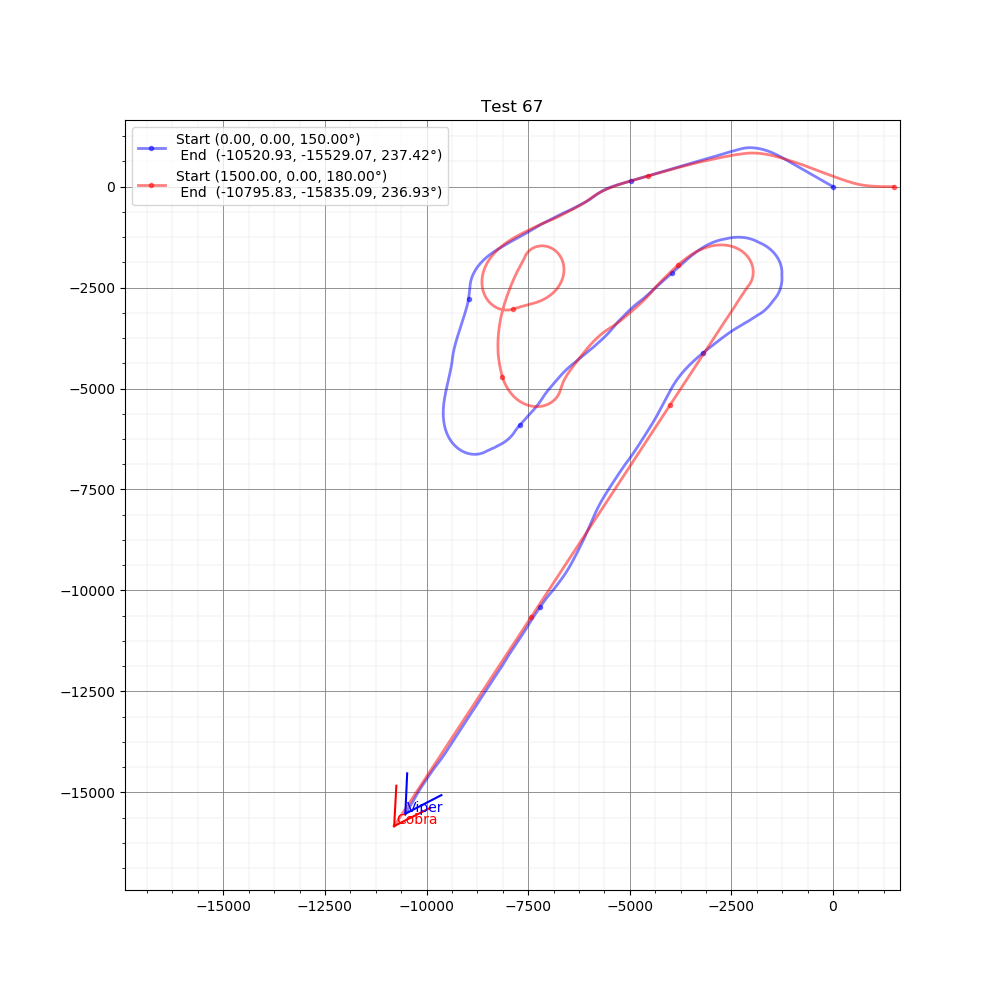 Test 67
Start (0.00, 0.00, 150.00°)
End  (-10520.93, -15529.07, 237.42°)
Start (1500.00, 0.00, 180.00°)
End  (-10795.83, -15835.09, 236.93°)
0
−2500
−5000
−7500
−10000
−12500
−15000
Viper
Cobra
−15000 −12500 −10000 −7500 −5000 −2500 0